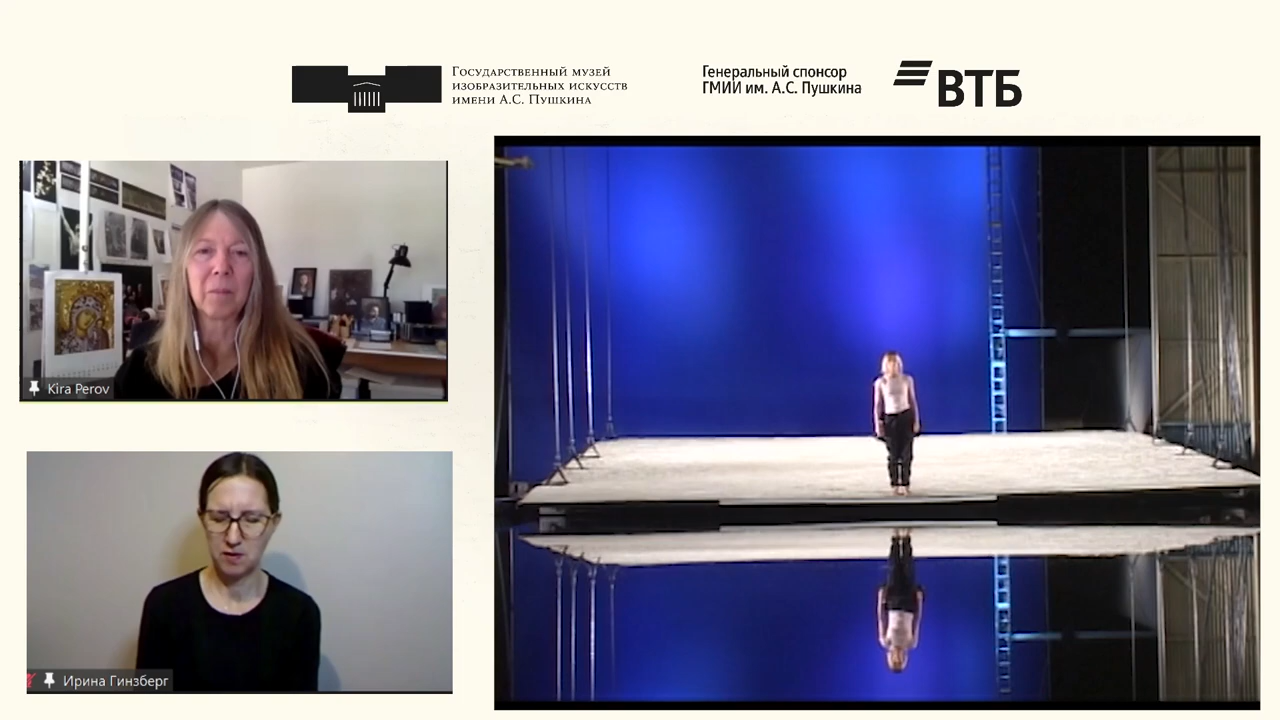 Государственный музей
изобразительных искусств
имени А.С. Пушкина
Генеральный спонсор
ГМИИ им. А.С. Пушкина
ВТБ
Kira Perov
Ирина Гинзберг